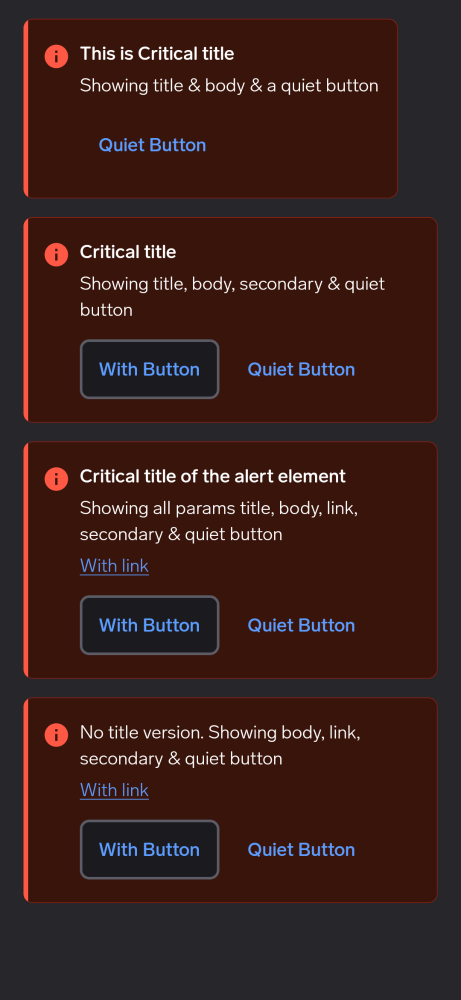 This is Critical title
Showing title & body & a quiet button
Quiet Button
Critical title
Showing title, body, secondary & quiet
button
With Button Quiet Button
Critical title of the alert element
Showing all params title, body, link,
secondary & quiet button
With link
With Button Quiet Button
No title version. Showing body, link,
secondary & quiet button
With link
With Button Quiet Button